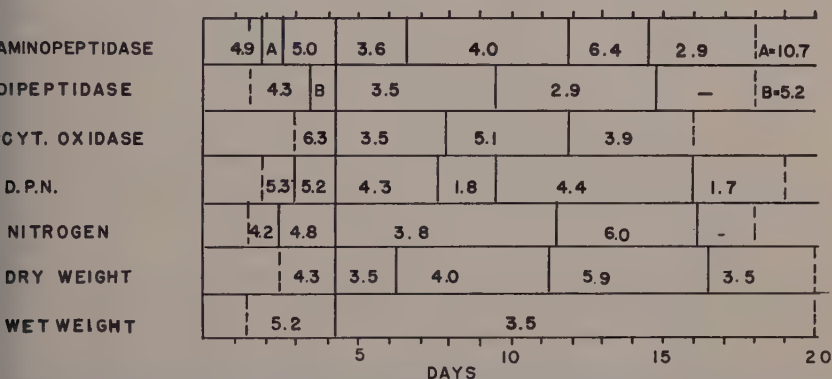 AMINOPEPTIDASE 4.9 A 5.0 3.6 4.0 6.4 2.9 A=10.7
DIPEPTIDASE 4.3 B 3.5 2.9 — B=5.2
CYT. OXIDASE 6.3 3.5 5.1 3.9
D.P.N. 5.3 5.2 4.3 1.8 4.4 1.7
NITROGEN 4.2 4.8 3.8 6.0 -
DRY WEIGHT 4.3 3.5 4.0 5.9 3.5
WET WEIGHT 5.2 3.5
5 10 15 20
DAYS